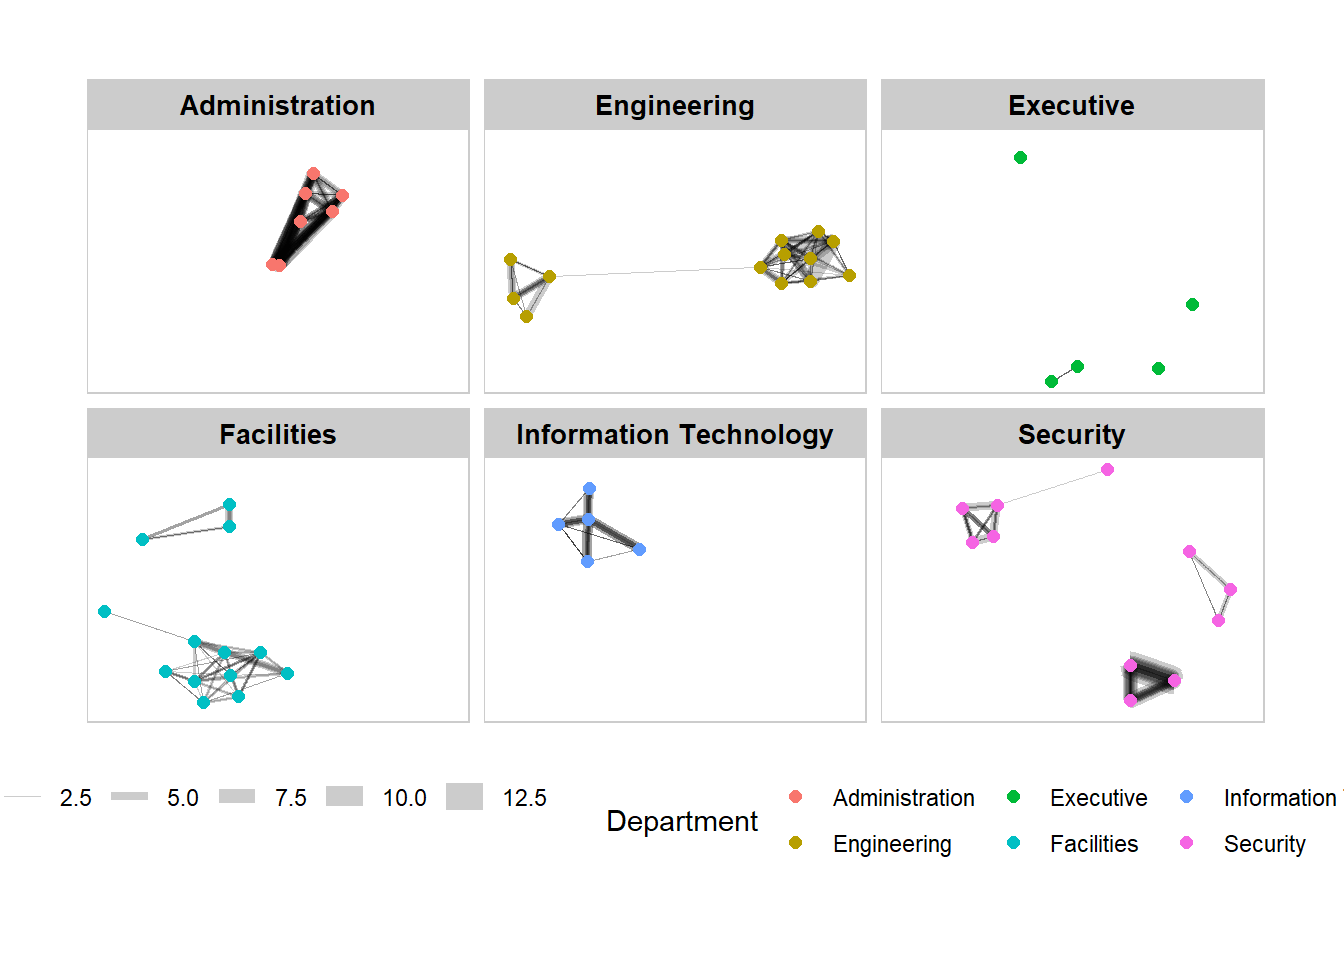 Administration
Engineering
Executive
Facilities
Information Technology
Security
2.5 5.0 7.5 10.0 12.5
Department
Administration Executive Information
Engineering Facilities Security